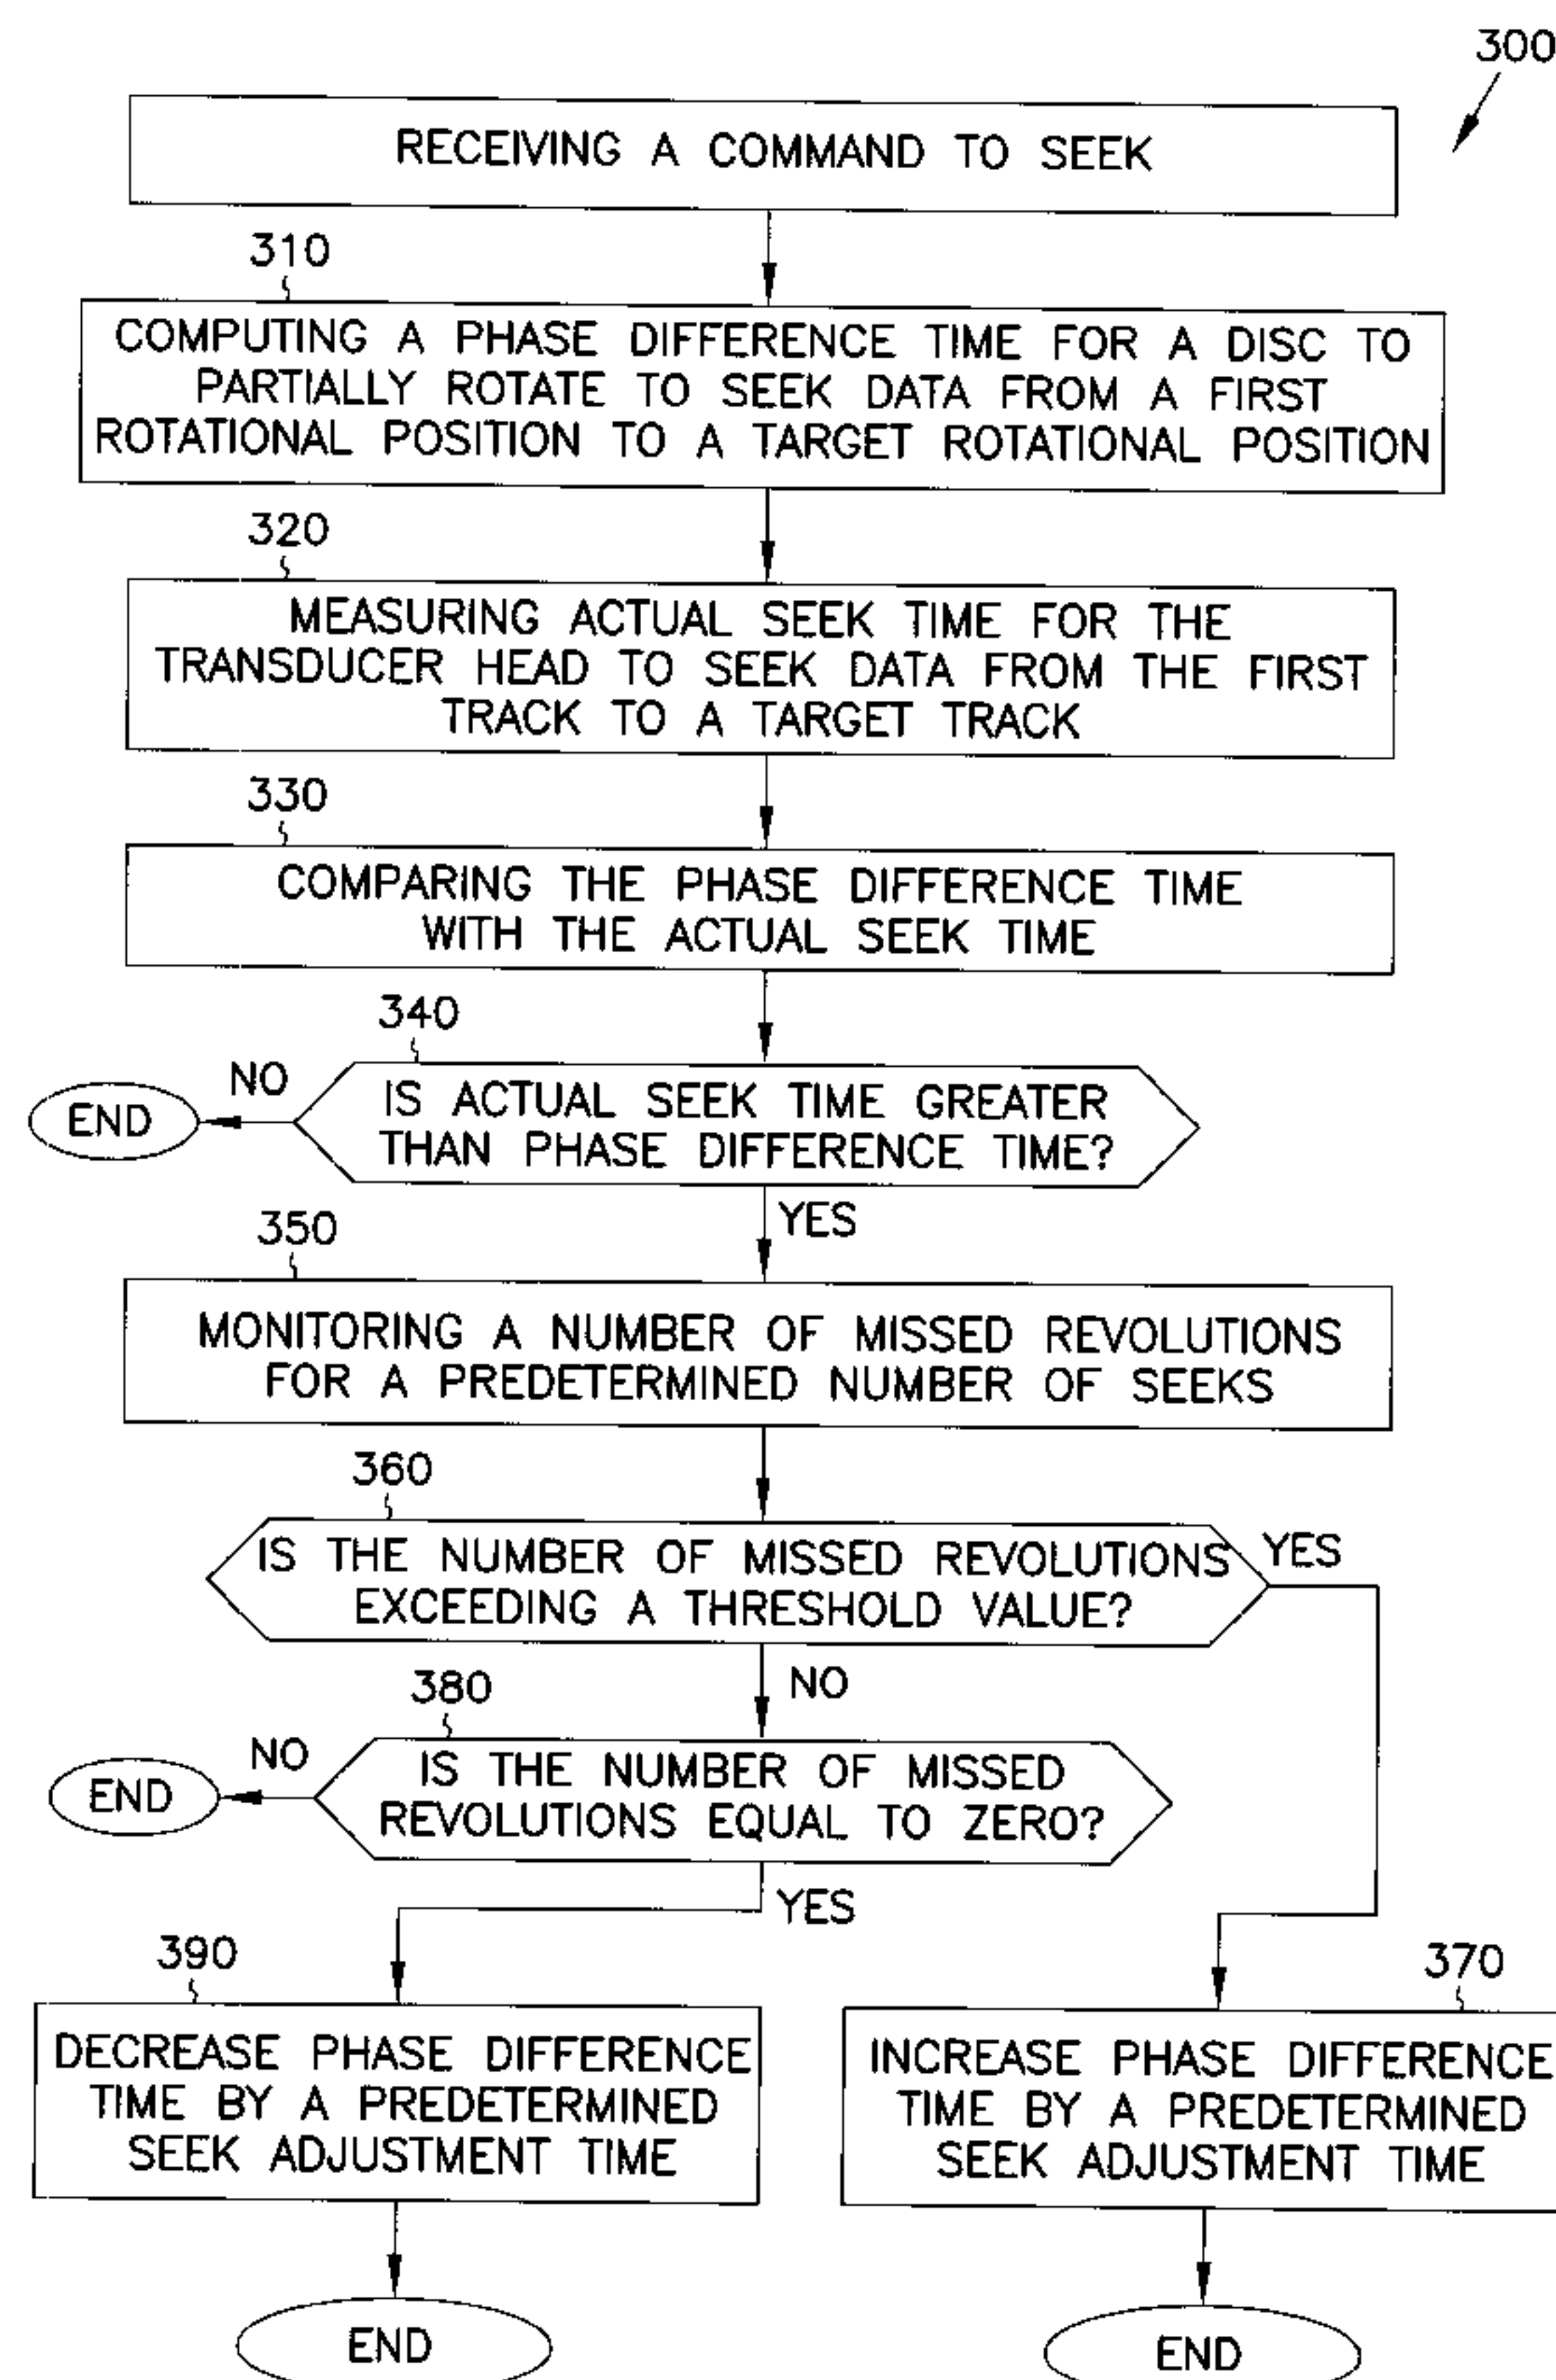 300
RECEIVING A COMMAND TO SEEK
310
COMPUTING A PHASE DIFFERENCE TIME FOR A DISC TO
PARTIALLY ROTATE TO SEEK DATA FROM A FIRST
ROTATIONAL POSITION TO A TARGET ROTATIONAL POSITION
320
MEASURING ACTUAL SEEK TIME FOR THE
TRANSDUCER HEAD TO SEEK DATA FROM THE FIRST
TRACK TO A TARGET TRACK
330
COMPARING THE PHASE DIFFERENCE TIME
WITH THE ACTUAL SEEK TIME
340
NO
END
IS ACTUAL SEEK TIME GREATER
THAN PHASE DIFFERENCE TIME?
YES
350
MONITORING A NUMBER OF MISSED REVOLUTIONS
FOR A PREDETERMINED NUMBER OF SEEKS
360
IS THE NUMBER OF MISSED REVOLUTIONS
EXCEEDING A THRESHOLD VALUE?
YES
NO
380
NO
END
IS THE NUMBER OF MISSED
REVOLUTIONS EQUAL TO ZERO?
YES
390
DECREASE PHASE DIFFERENCE
TIME BY A PREDETERMINED
SEEK ADJUSTMENT TIME
END
370
INCREASE PHASE DIFFERENCE
TIME BY A PREDETERMINED
SEEK ADJUSTMENT TIME
END